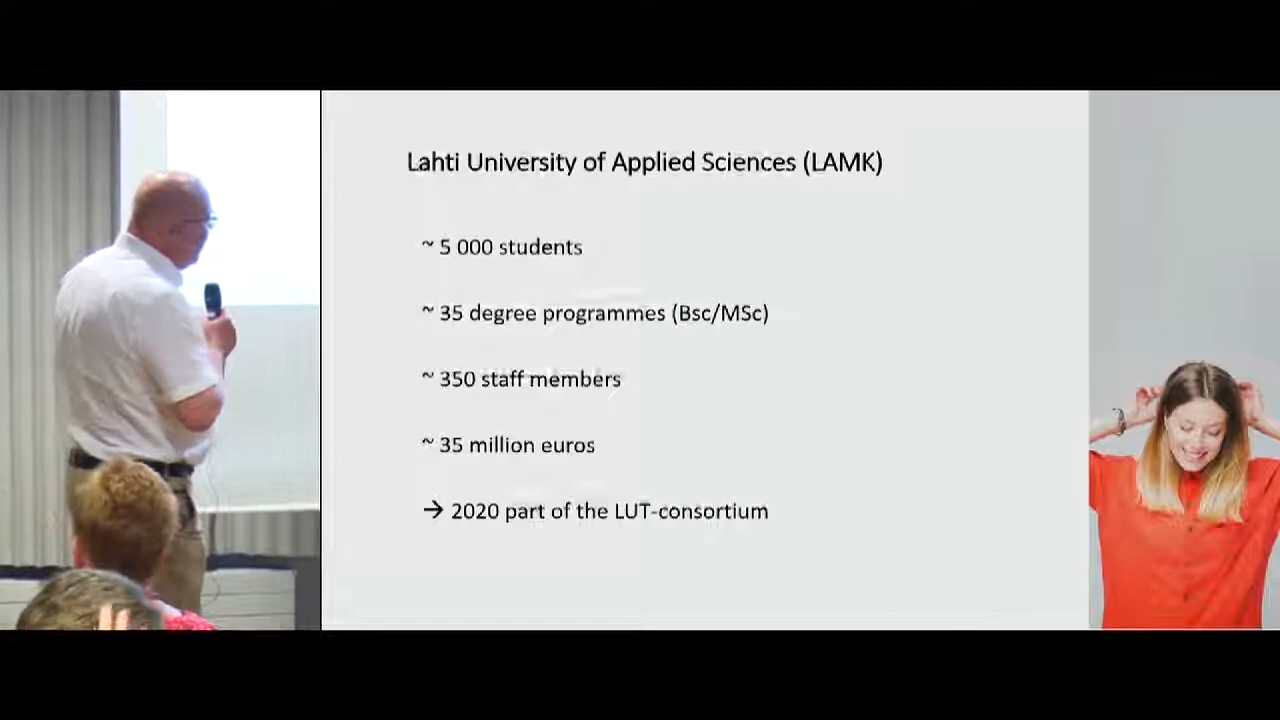 Lahti University of Applied Sciences (LAMK)
~ 5 000 students
~ 35 degree programmes (Bsc/MSc)
~ 350 staff members
~ 35 million euros
→ 2020 part of the LUT-consortium